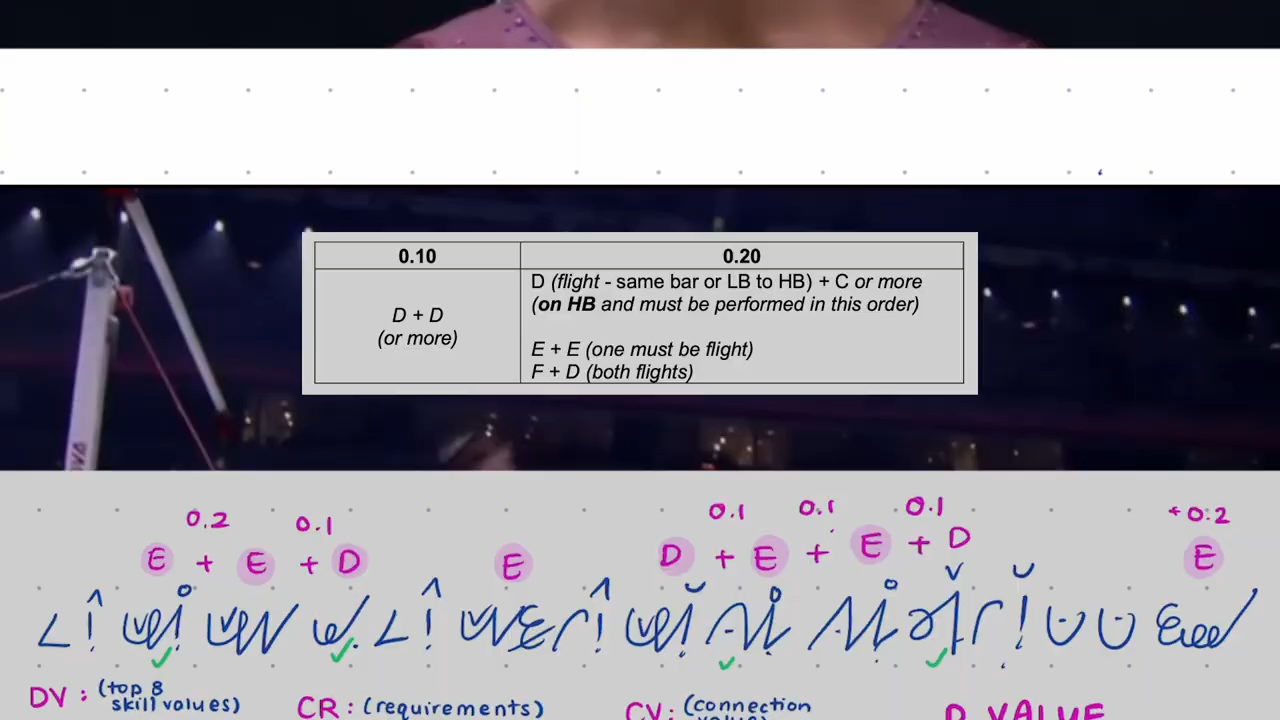 0.10
0.20
D + D
(or more)
D (flight - same bar or LB to HB) + C or more
(on HB and must be performed in this order)
E + E (one must be flight)
F + D (both flights)
0.2 0.1 0.1 0.1 0.1 +0.2
E + E + D E D + E + E + D E
DV: (top 8 skill values)
CR: (requirements)
CV: (connection value)
D VALUE